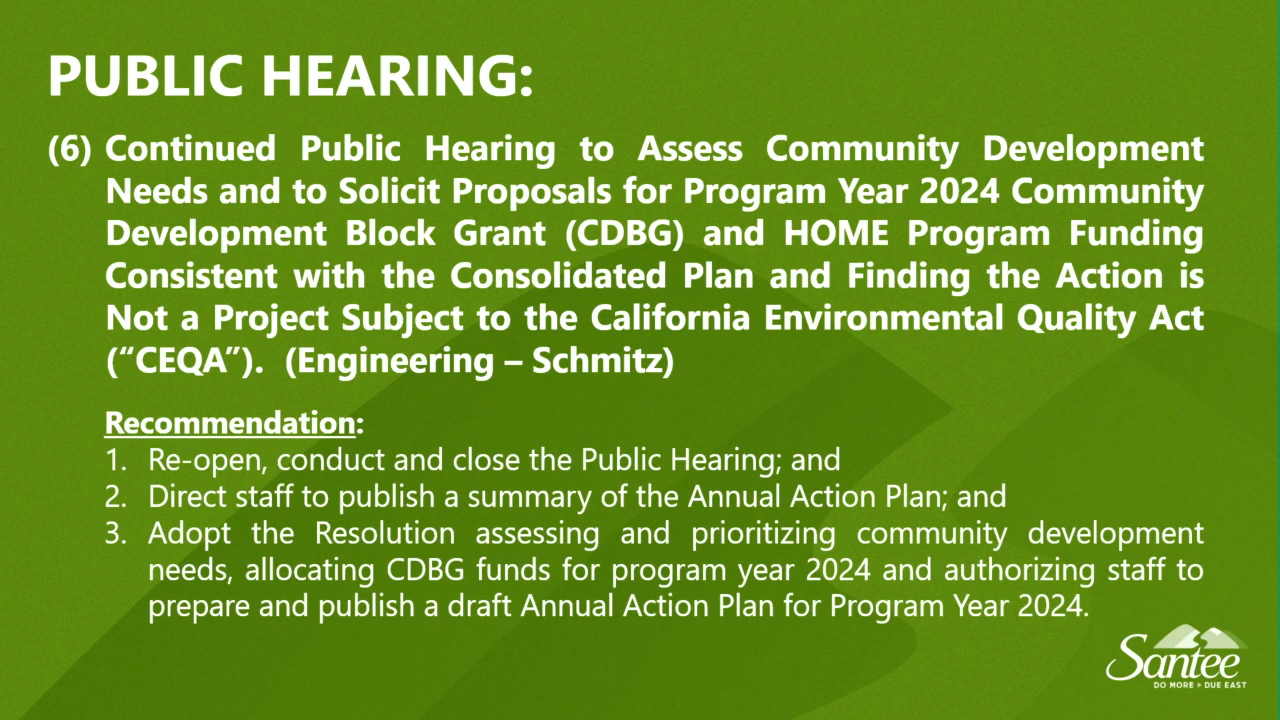 PUBLIC HEARING:
(6) Continued Public Hearing to Assess Community Development
Needs and to Solicit Proposals for Program Year 2024 Community
Development Block Grant (CDBG) and HOME Program Funding
Consistent with the Consolidated Plan and Finding the Action is
Not a Project Subject to the California Environmental Quality Act
(“CEQA”). (Engineering – Schmitz)
Recommendation:
1. Re-open, conduct and close the Public Hearing; and
2. Direct staff to publish a summary of the Annual Action Plan; and
3. Adopt the Resolution assessing and prioritizing community development
needs, allocating CDBG funds for program year 2024 and authorizing staff to
prepare and publish a draft Annual Action Plan for Program Year 2024.
Santee
DO MORE ▸ DUE EAST